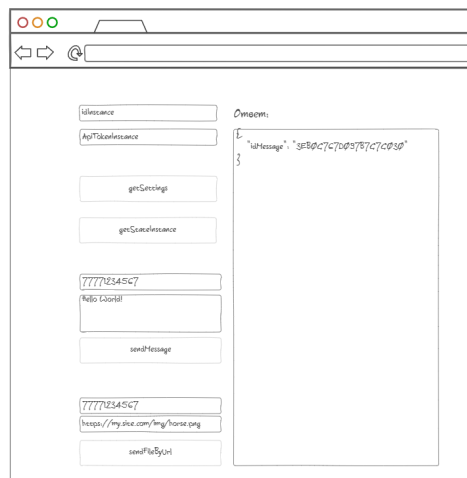 idInstance
ApiTokenInstance
getSettings
getStateInstance
77771234567
Hello World!
sendMessage
77771234567
https://my.site.com/img/horse.png
sendFileByUrl
Ответ:
{
"idMessage": "3EB0C767D097B7C7C030"
}